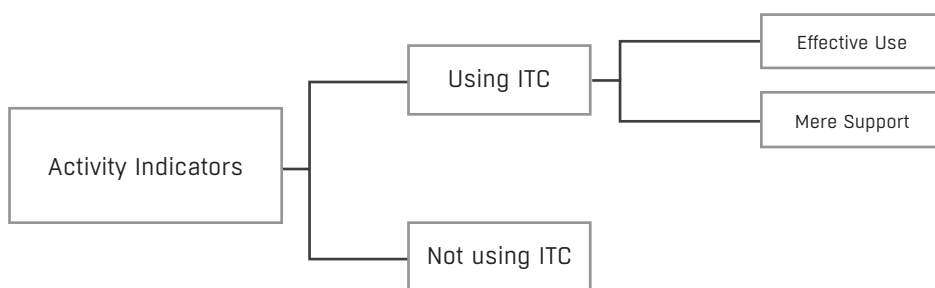 Activity Indicators
Using ITC
Not using ITC
Effective Use
Mere Support